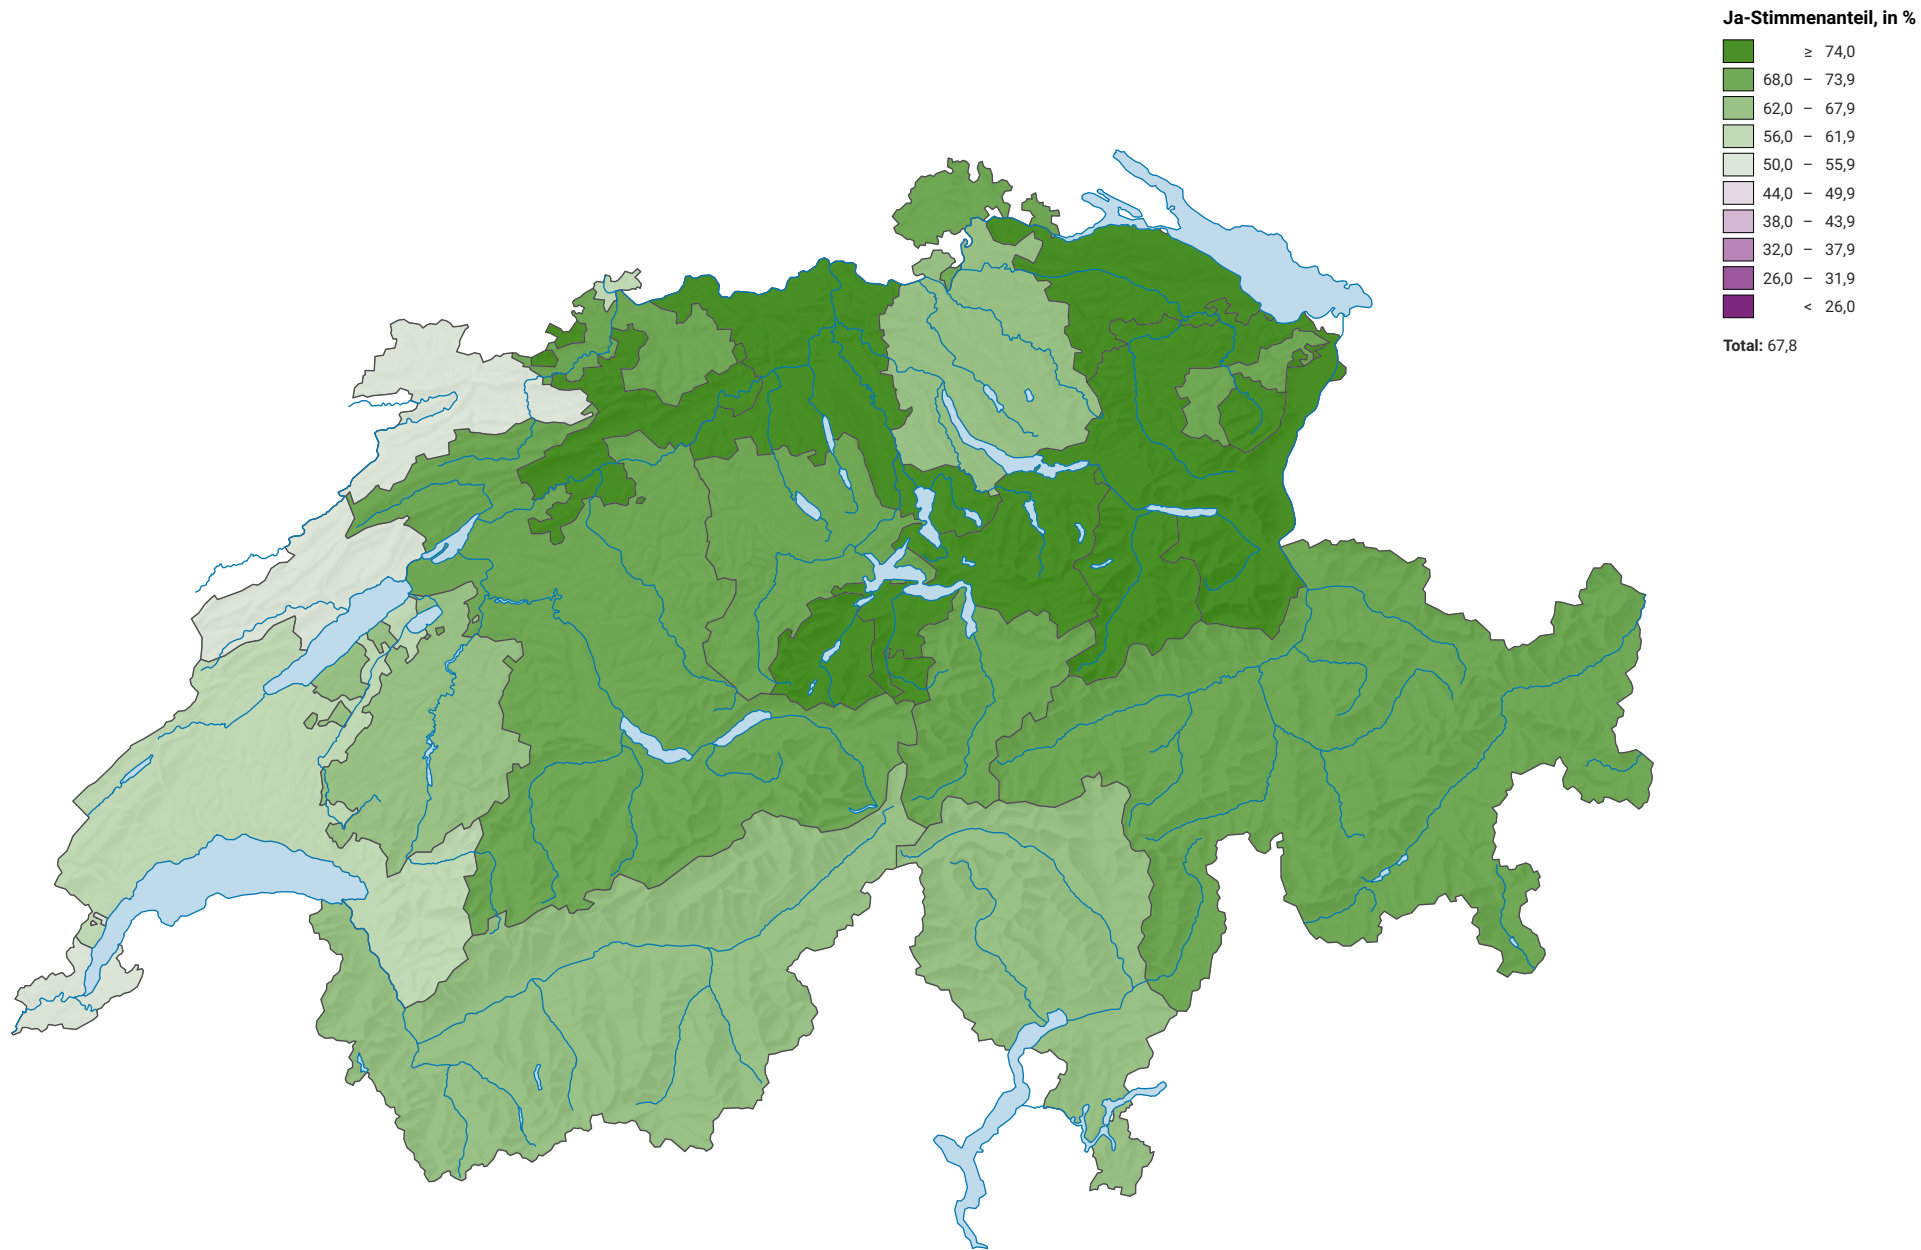 Ja-Stimmenanteil, in %
≥ 74,0
68,0 – 73,9
62,0 – 67,9
56,0 – 61,9
50,0 – 55,9
44,0 – 49,9
38,0 – 43,9
32,0 – 37,9
26,0 – 31,9
< 26,0
Total: 67,8